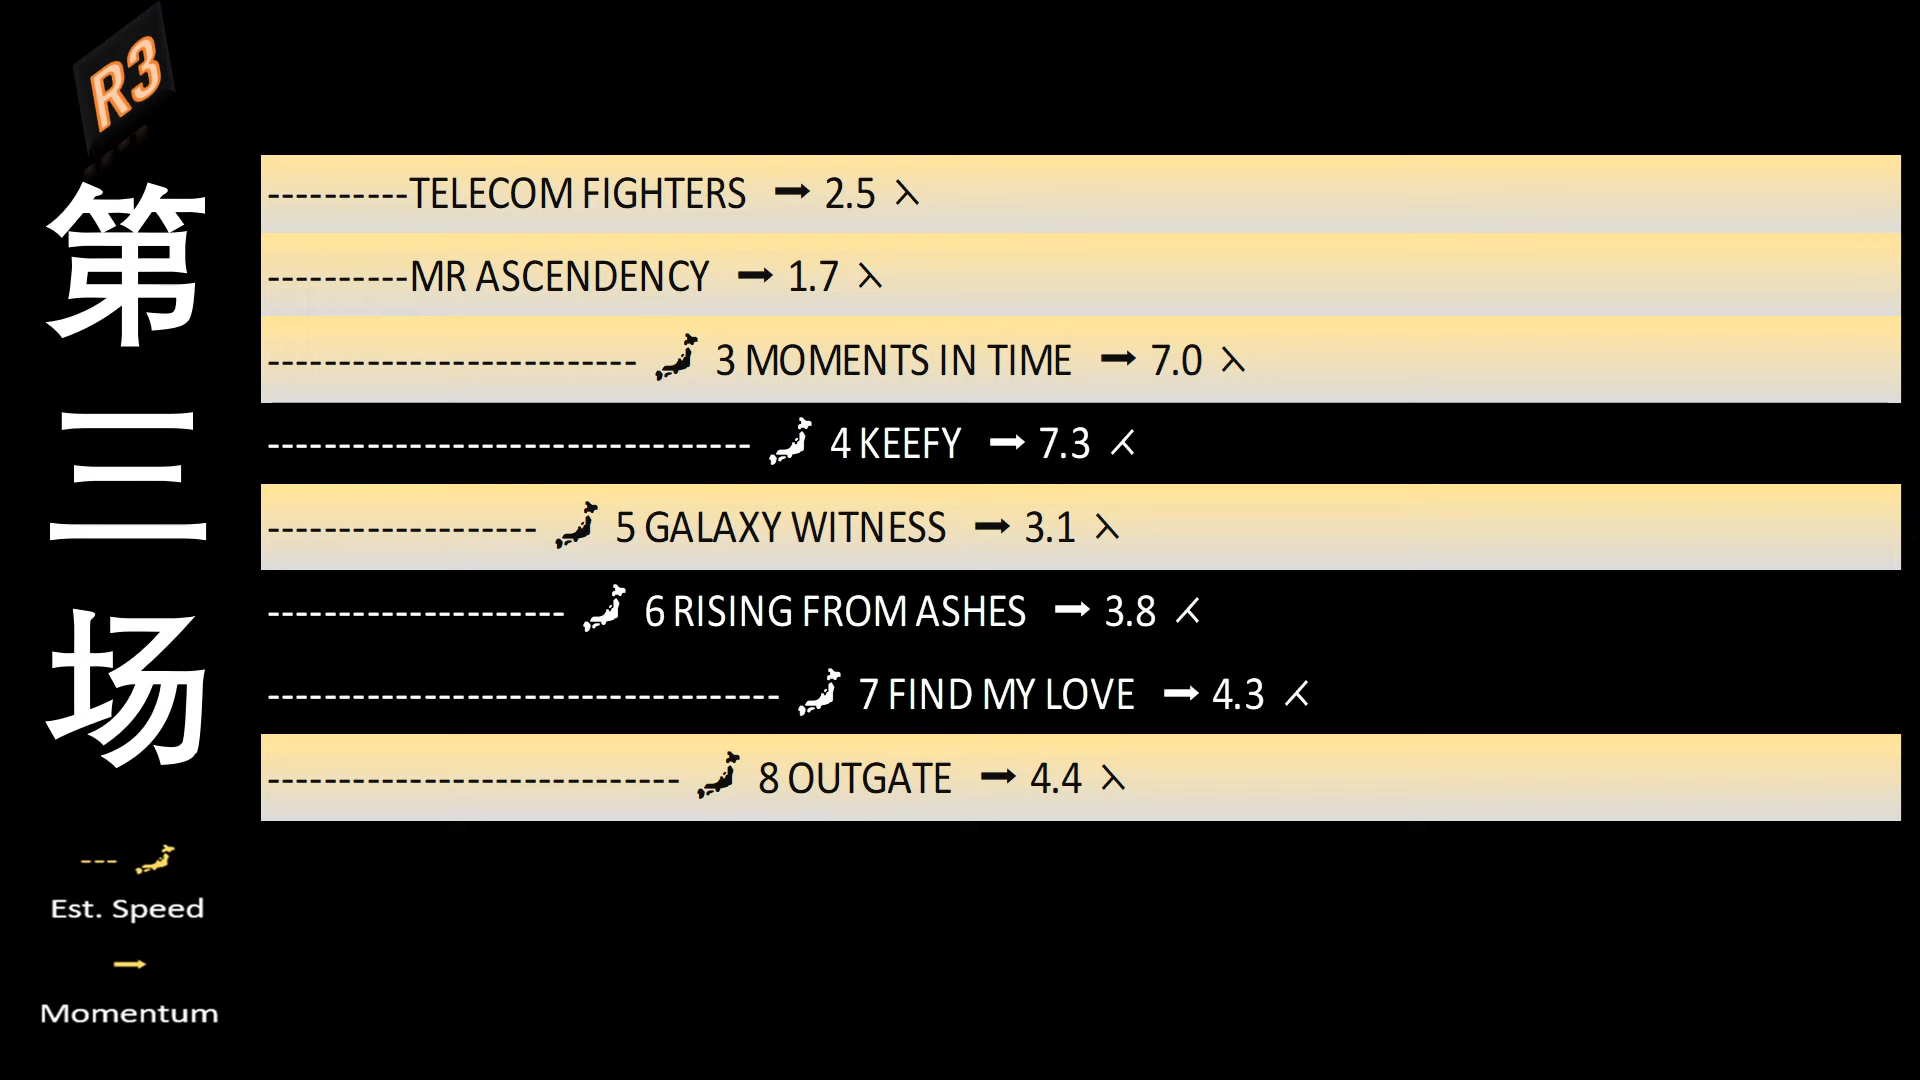 R3
第三场
----------TELECOM FIGHTERS ➡ 2.5 ⋋
----------MR ASCENDENCY ➡ 1.7 ⋋
-------------------------- 🗾 3 MOMENTS IN TIME ➡ 7.0 ⋋
---------------------------------- 🗾 4 KEEFY ➡ 7.3 ⋌
------------------- 🗾 5 GALAXY WITNESS ➡ 3.1 ⋋
--------------------- 🗾 6 RISING FROM ASHES ➡ 3.8 ⋌
------------------------------------ 🗾 7 FIND MY LOVE ➡ 4.3 ⋌
----------------------------- 🗾 8 OUTGATE ➡ 4.4 ⋋
--- 🗾
Est. Speed
➡
Momentum